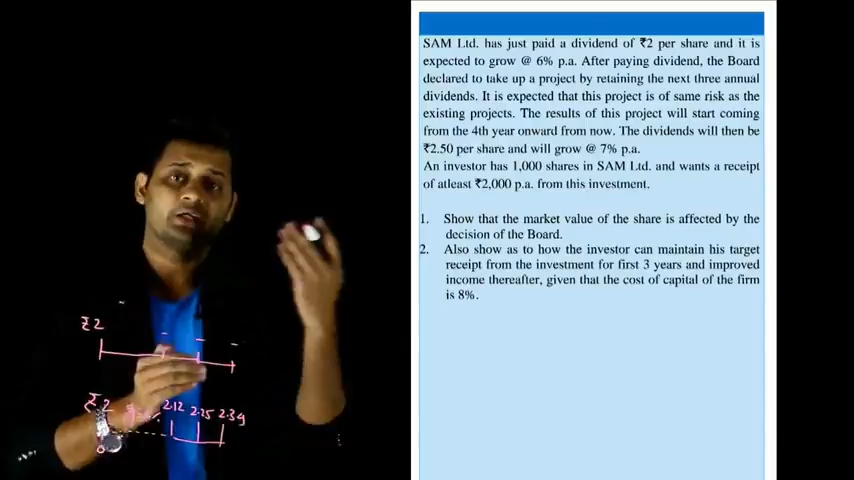 SAM Ltd. has just paid a dividend of ₹2 per share and it is
expected to grow @ 6% p.a. After paying dividend, the Board
declared to take up a project by retaining the next three annual
dividends. It is expected that this project is of same risk as the
existing projects. The results of this project will start coming
from the 4th year onward from now. The dividends will then be
₹2.50 per share and will grow @ 7% p.a.
An investor has 1,000 shares in SAM Ltd. and wants a receipt
of atleast ₹2,000 p.a. from this investment.
1. Show that the market value of the share is affected by the
decision of the Board.
2. Also show as to how the investor can maintain his target
receipt from the investment for first 3 years and improved
income thereafter, given that the cost of capital of the firm
is 8%.
₹2
₹2 2.12 2.25 2.39
0